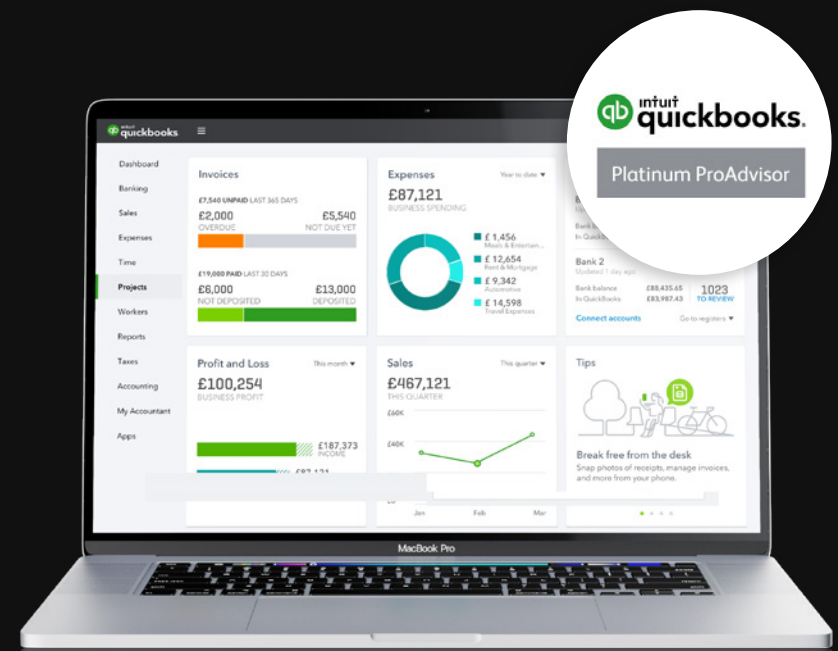 intuit
quickbooks.
Platinum ProAdvisor
intuit
quickbooks
Dashboard
Banking
Sales
Expenses
Time
Projects
Workers
Reports
Taxes
Accounting
My Accountant
Apps
Invoices
£7,540 UNPAID LAST 365 DAYS
£2,000
£5,540
OVERDUE
NOT DUE YET
£19,000 PAID LAST 30 DAYS
£6,000
£13,000
NOT DEPOSITED
DEPOSITED
Expenses
Year to date
£87,121
BUSINESS SPENDING
£ 1,456
Meals & Entertain...
£ 12,654
Rent & Mortgage
£ 9,342
Automotive
£ 14,598
Travel Expenses
Bank 2
Updated 1 day ago
Bank balance
£88,435.65
In QuickBooks
£83,987.43
1023
TO REVIEW
Connect accounts
Go to registers
Profit and Loss
This month
£100,254
BUSINESS PROFIT
£187,373
INCOME
Sales
This quarter
£467,121
THIS QUARTER
£60K
£40K
Jan
Feb
Mar
Tips
Break free from the desk
Snap photos of receipts, manage invoices,
and more from your phone.
MacBook Pro